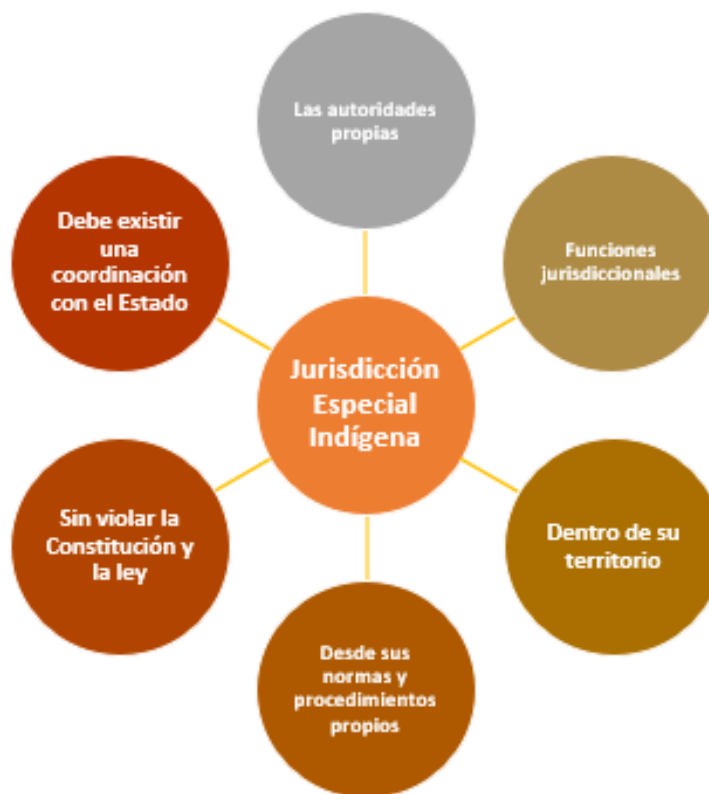 Las autoridades
propias
Funciones
jurisdiccionales
Dentro de su
territorio
Desde sus
normas y
procedimientos
propios
Sin violar la
Constitución y
la ley
Debe existir
una
coordinación
con el Estado
Jurisdicción
Especial
Indígena